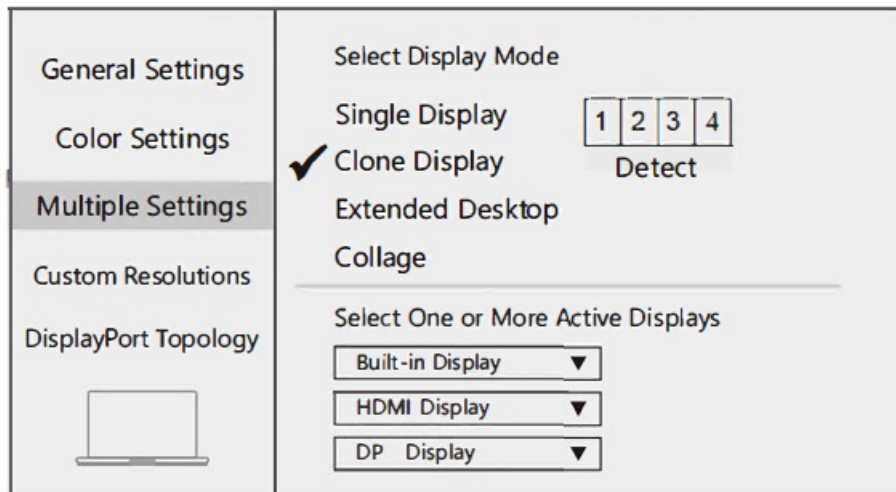 General Settings
Color Settings
Multiple Settings
Custom Resolutions
DisplayPort Topology
Select Display Mode
Single Display
Clone Display
Extended Desktop
Collage
1 2 3 4
Detect
Select One or More Active Displays
Built-in Display
HDMI Display
DP Display